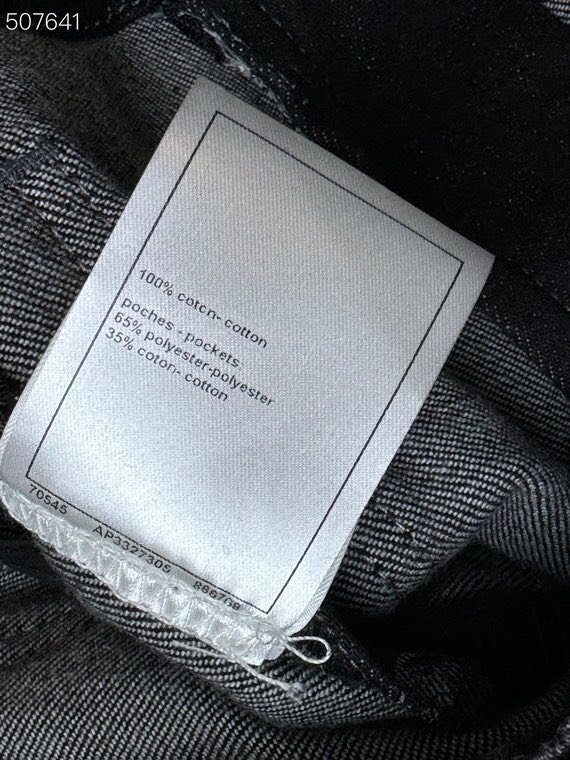 507641
100% coton- cotton
poches - pockets:
65% polyester-polyester
35% coton- cotton
70545 AP3327305